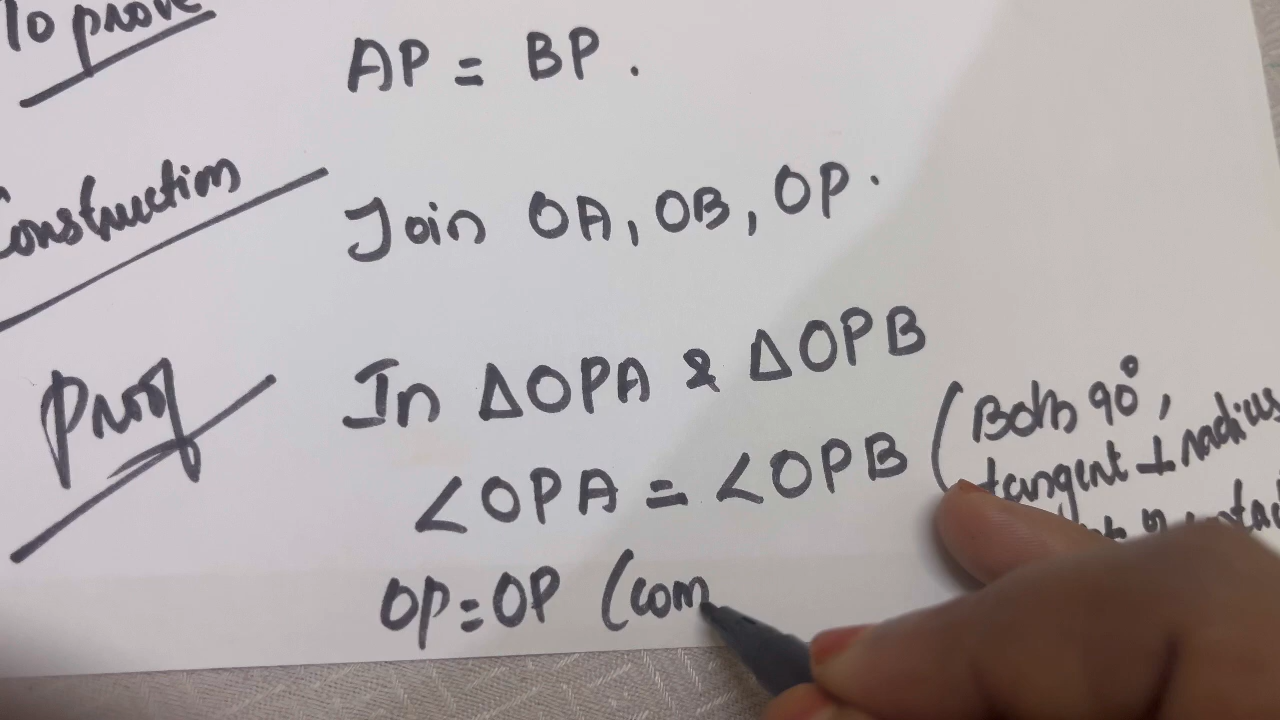 To prove
AP = BP.
Construction
Join OA, OB, OP.
Proof
In ΔOPA & ΔOPB
∠OPA = ∠OPB (Both 90°,
tangent ⊥ radius
OP = OP (com